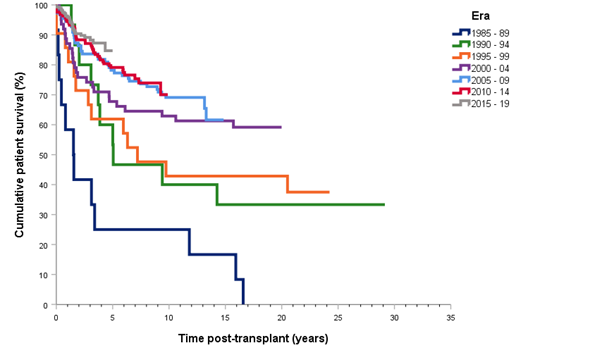 Era
1985 - 89
1990 - 94
1995 - 99
2000 - 04
2005 - 09
2010 - 14
2015 - 19
Cumulative patient survival (%)
100
90
80
70
60
50
40
30
20
10
0
0 5 10 15 20 25 30 35
Time post-transplant (years)